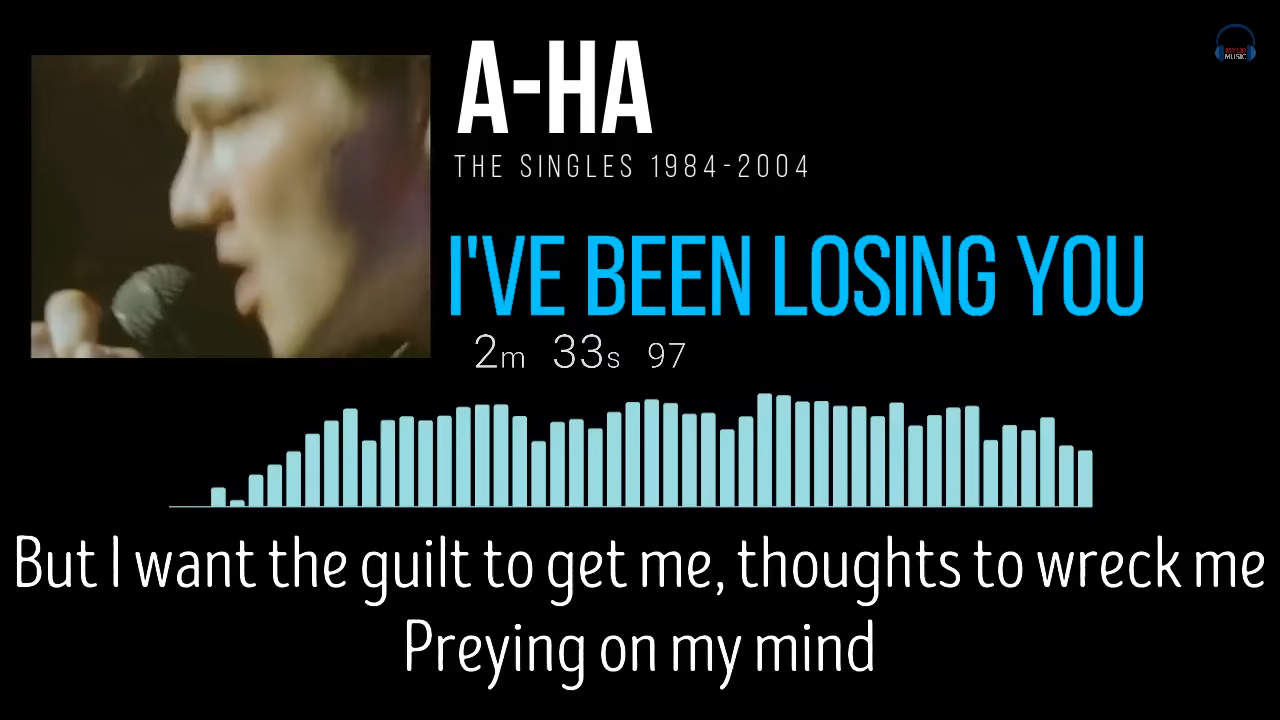 A-HA
THE SINGLES 1984-2004
I'VE BEEN LOSING YOU
2m 33s 97
But I want the guilt to get me, thoughts to wreck me
Preying on my mind
MUSIC